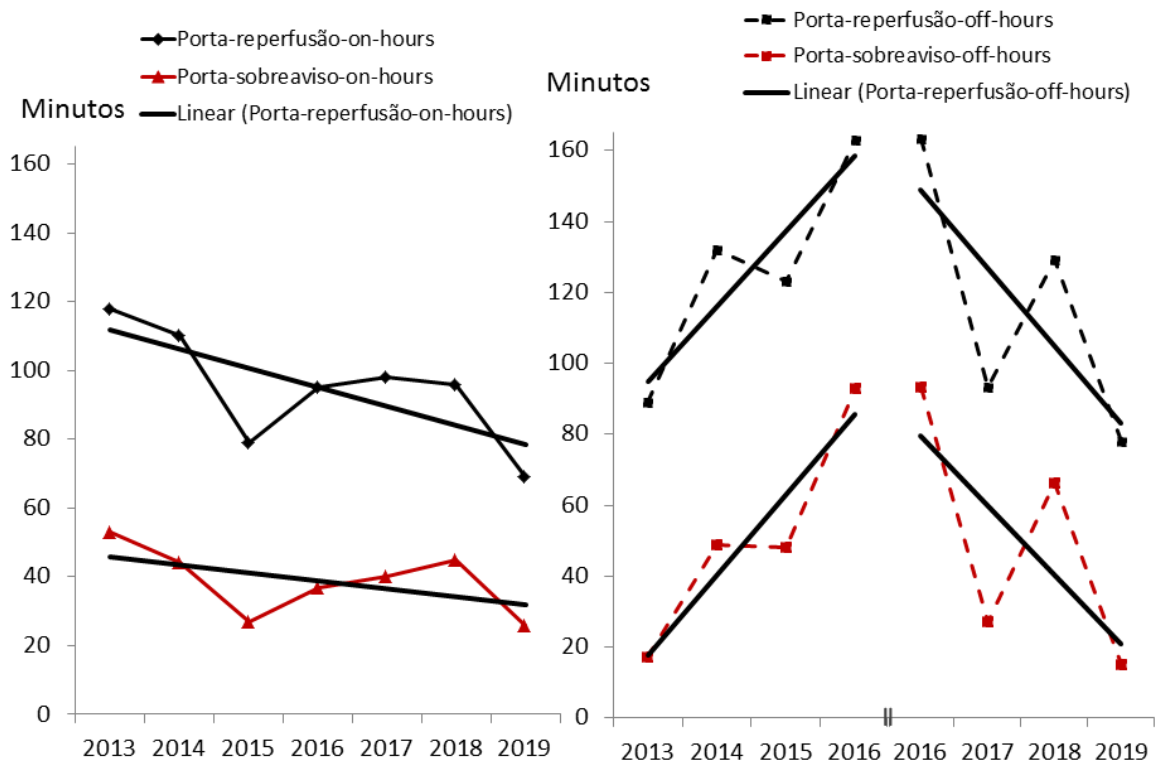 Porta-reperfusão-on-hours
Porta-sobreaviso-on-hours
Linear (Porta-reperfusão-on-hours)
Minutos
160
140
120
100
80
60
40
20
0
2013 2014 2015 2016 2017 2018 2019
Porta-reperfusão-off-hours
Porta-sobreaviso-off-hours
Linear (Porta-reperfusão-off-hours)
Minutos
160
140
120
100
80
60
40
20
0
2013 2014 2015 2016 2016 2017 2018 2019